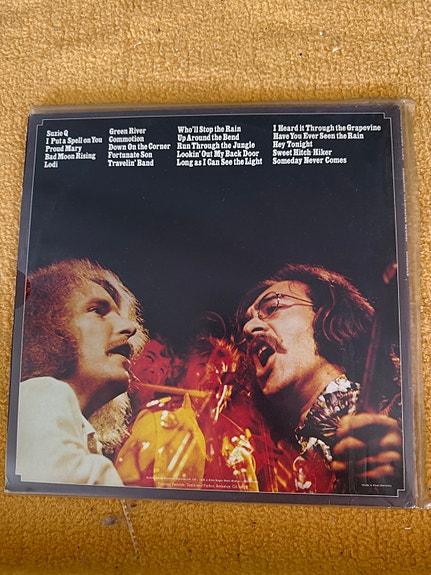 Suzie Q
I Put a Spell on You
Proud Mary
Bad Moon Rising
Lodi
Green River
Commotion
Down On the Corner
Fortunate Son
Travelin' Band
Who'll Stop the Rain
Up Around the Bend
Run Through the Jungle
Lookin' Out My Back Door
Long as I Can See the Light
I Heard it Through the Grapevine
Have You Ever Seen the Rain
Hey Tonight
Sweet Hitch-Hiker
Someday Never Comes